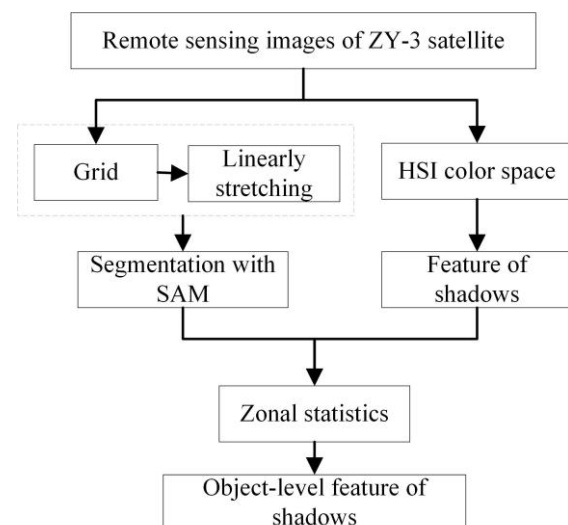 Remote sensing images of ZY-3 satellite
Grid
Linearly
stretching
HSI color space
Segmentation with
SAM
Feature of
shadows
Zonal statistics
Object-level feature of
shadows